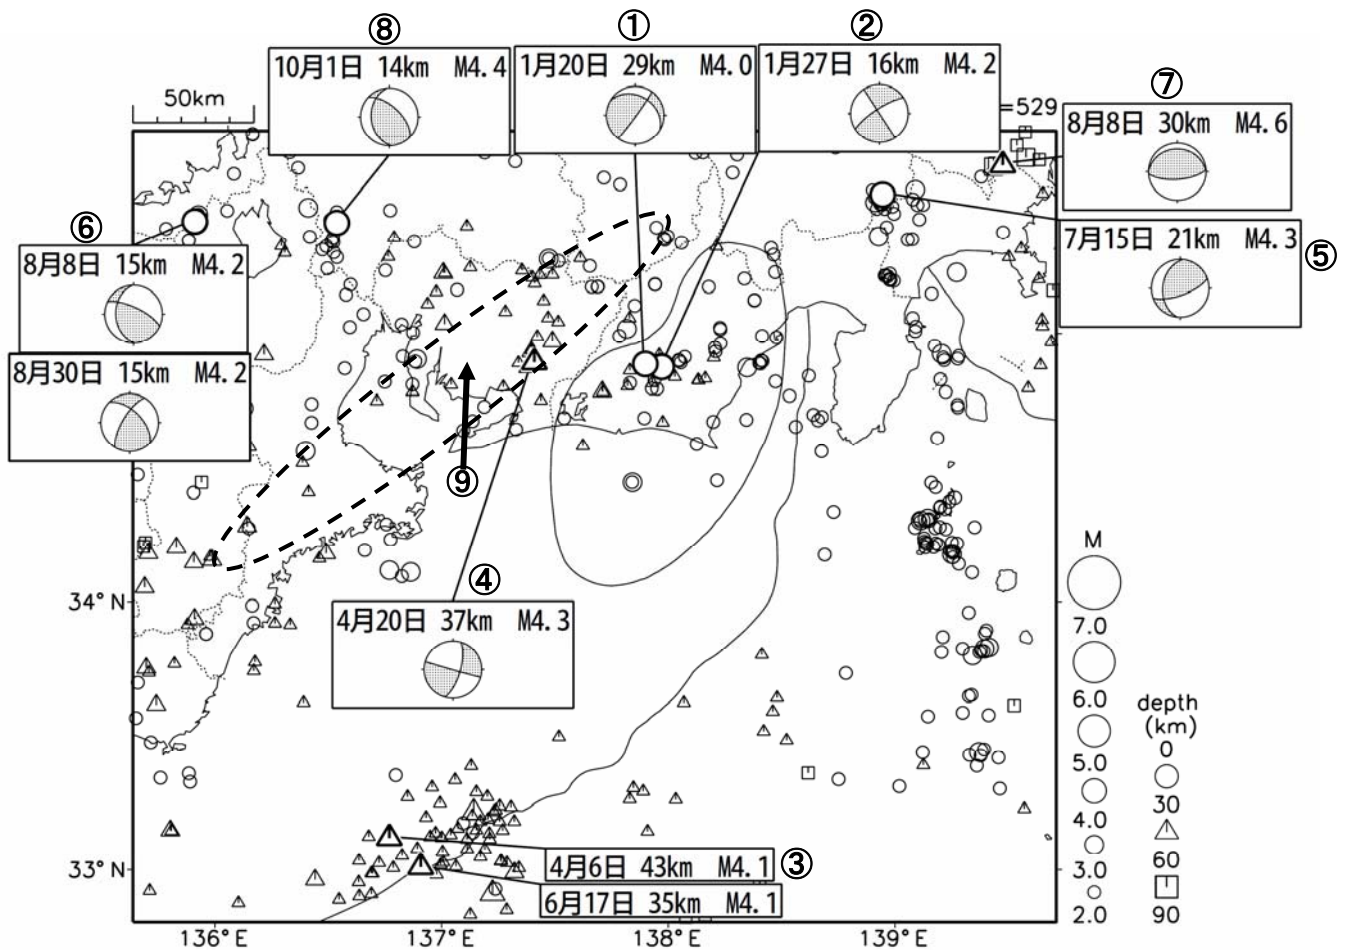 ⑧
①
②
⑦
10月1日 14km M4.4
1月20日 29km M4.0
1月27日 16km M4.2
50km
=529
8月8日 30km M4.6
⑥
8月8日 15km M4.2
7月15日 21km M4.3
⑤
8月30日 15km M4.2
⑨
④
4月20日 37km M4.3
M
7.0
6.0
5.0
4.0
3.0
2.0
depth
(km)
0
30
60
90
34°N
33°N
4月6日 43km M4.1
③
6月17日 35km M4.1
136°E
137°E
138°E
139°E